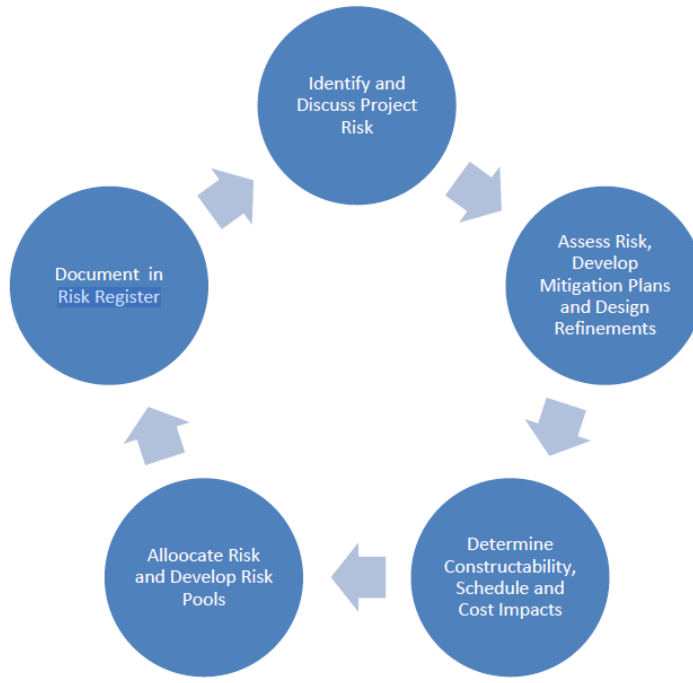 Identify and
Discuss Project
Risk
Assess Risk,
Develop
Mitigation Plans
and Design
Refinements
Determine
Constructability,
Schedule and
Cost Impacts
Alloocate Risk
and Develop Risk
Pools
Document in
Risk Register